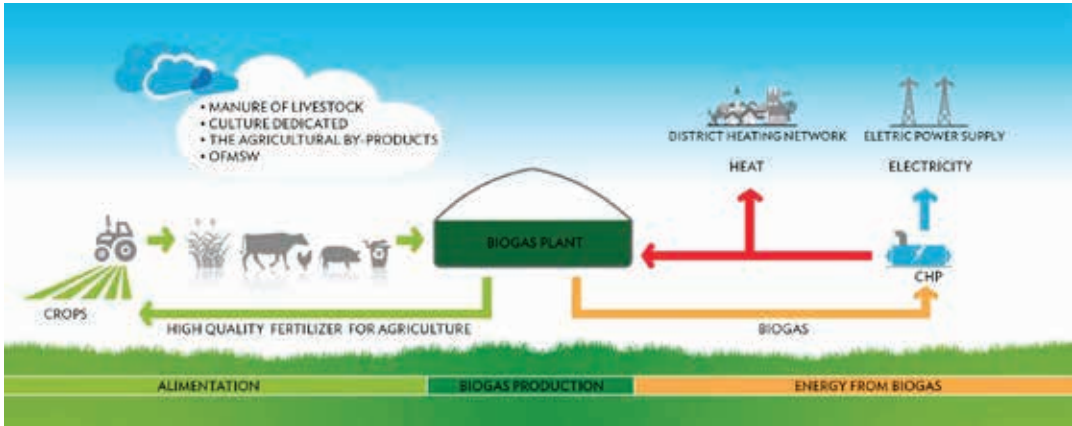 • MANURE OF LIVESTOCK
• CULTURE DEDICATED
• THE AGRICULTURAL BY-PRODUCTS
• OFMSW
DISTRICT HEATING NETWORK
HEAT
ELETRIC POWER SUPPLY
ELECTRICITY
BIOGAS PLANT
CHP
CROPS
HIGH QUALITY FERTILIZER FOR AGRICULTURE
BIOGAS
ALIMENTATION
BIOGAS PRODUCTION
ENERGY FROM BIOGAS